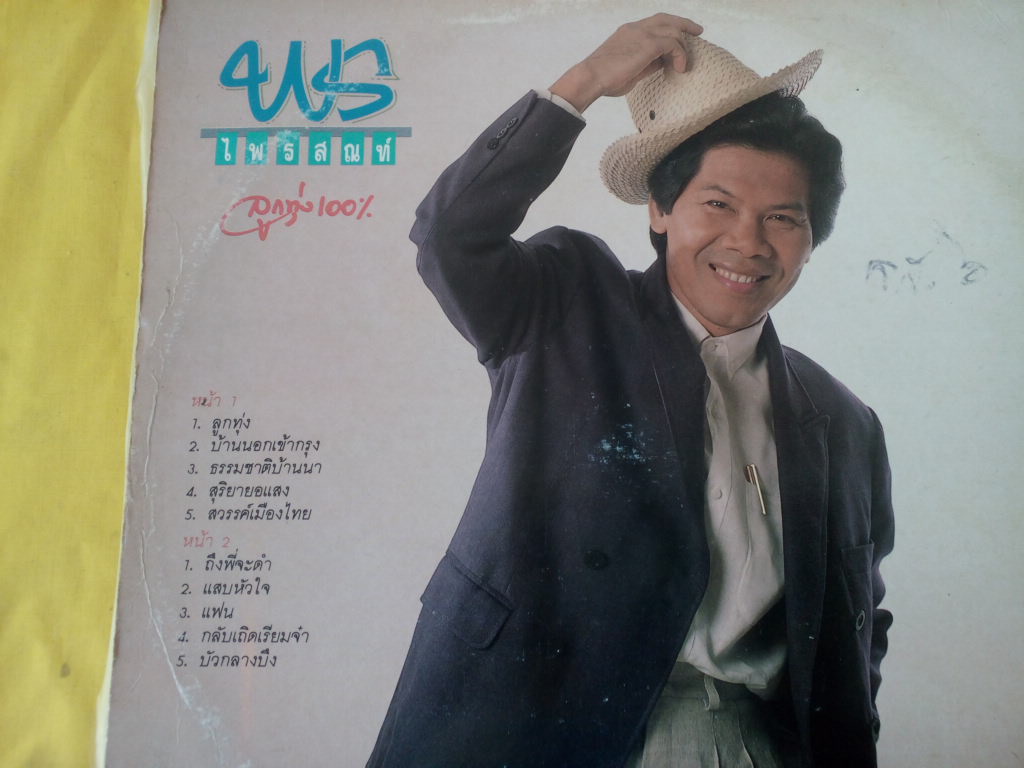 ไพรสณฑ์
ลูกทุ่ง 100%
หน้า 1
1. ลูกทุ่ง
2. บ้านนอกเข้ากรุง
3. ธรรมชาติบ้านนา
4. สุริยายอแสง
5. สวรรค์เมืองไทย
หน้า 2
1. ถึงพี่จะดำ
2. แสบหัวใจ
3. แฟน
4. กลับเถิดเรียมจ๋า
5. บัวกลางบึง